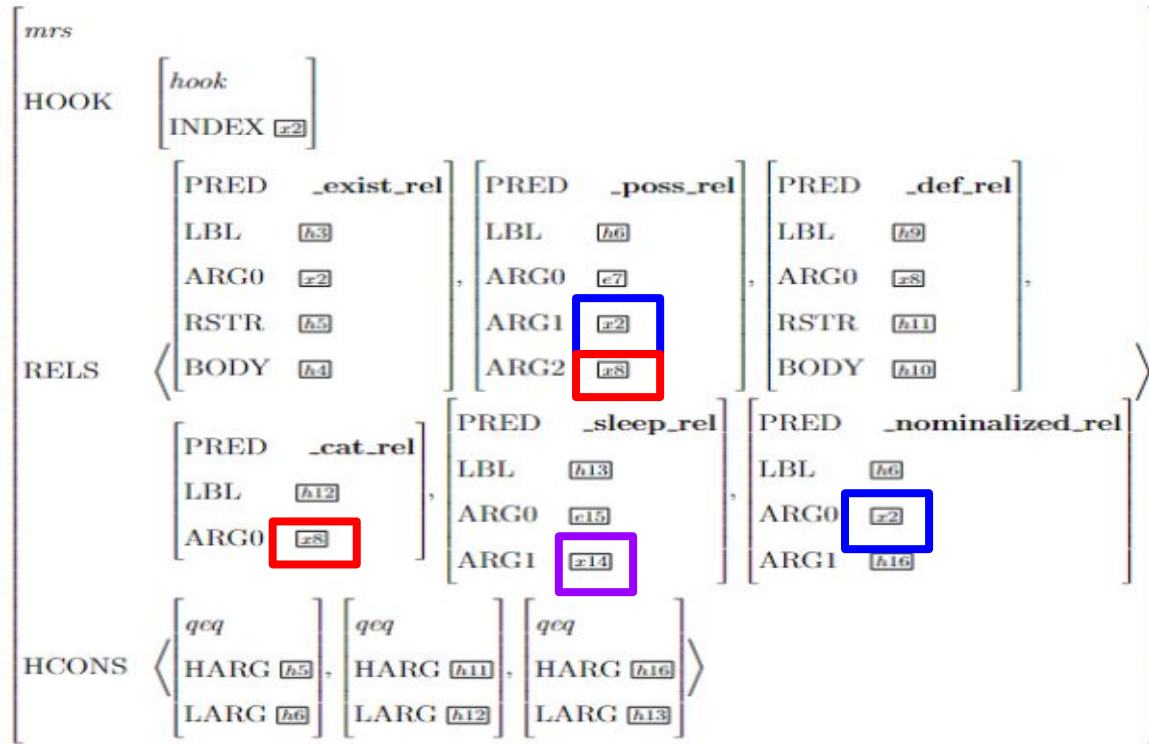 mrs
HOOK
hook
INDEX x2
RELS
PRED _exist_rel
LBL h3
ARG0 x2
RSTR h5
BODY h4
,
PRED _poss_rel
LBL h6
ARG0 e7
ARG1 x2
ARG2 x8
,
PRED _def_rel
LBL h9
ARG0 x8
RSTR h11
BODY h10
,
PRED _cat_rel
LBL h12
ARG0 x8
,
PRED _sleep_rel
LBL h13
ARG0 e15
ARG1 x14
,
PRED _nominalized_rel
LBL h6
ARG0 x2
ARG1 h16
HCONS
qeq
HARG h5
LARG h6
,
qeq
HARG h11
LARG h12
,
qeq
HARG h16
LARG h13